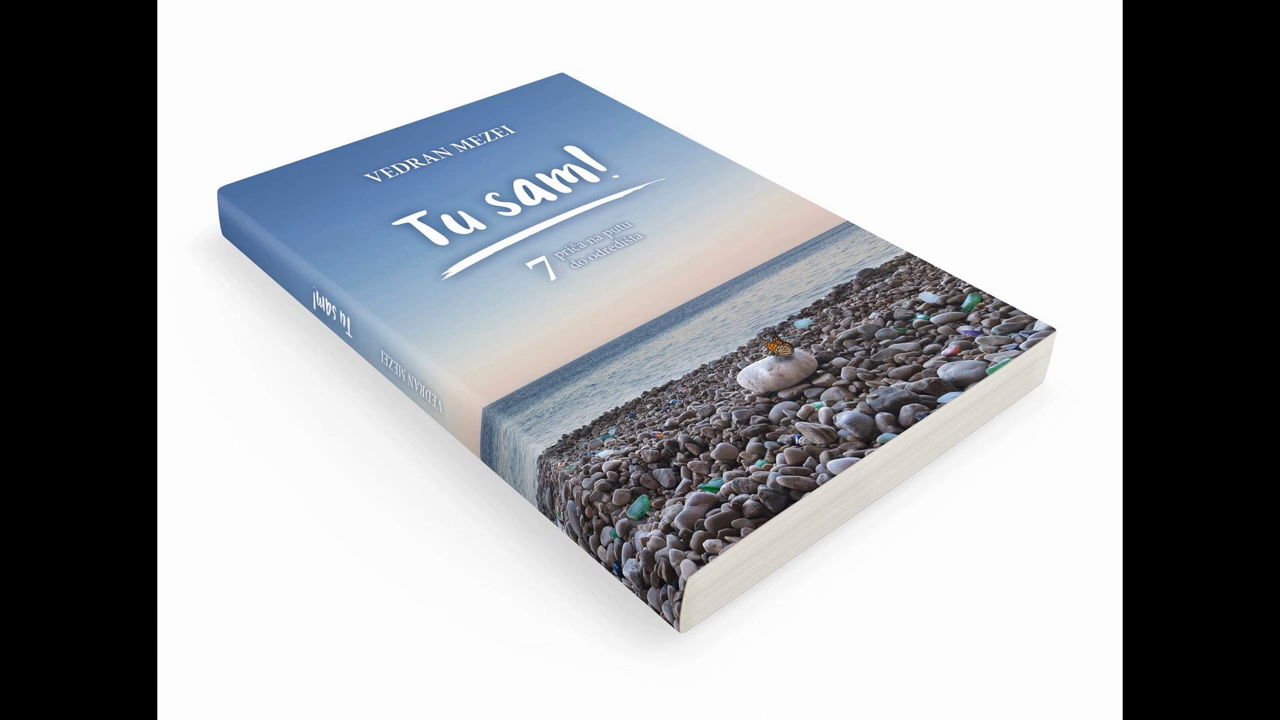 VEDRAN MEZEI
Tu sam!
7 priča na putu
do odredišta
Tu sam!
VEDRAN MEZEI